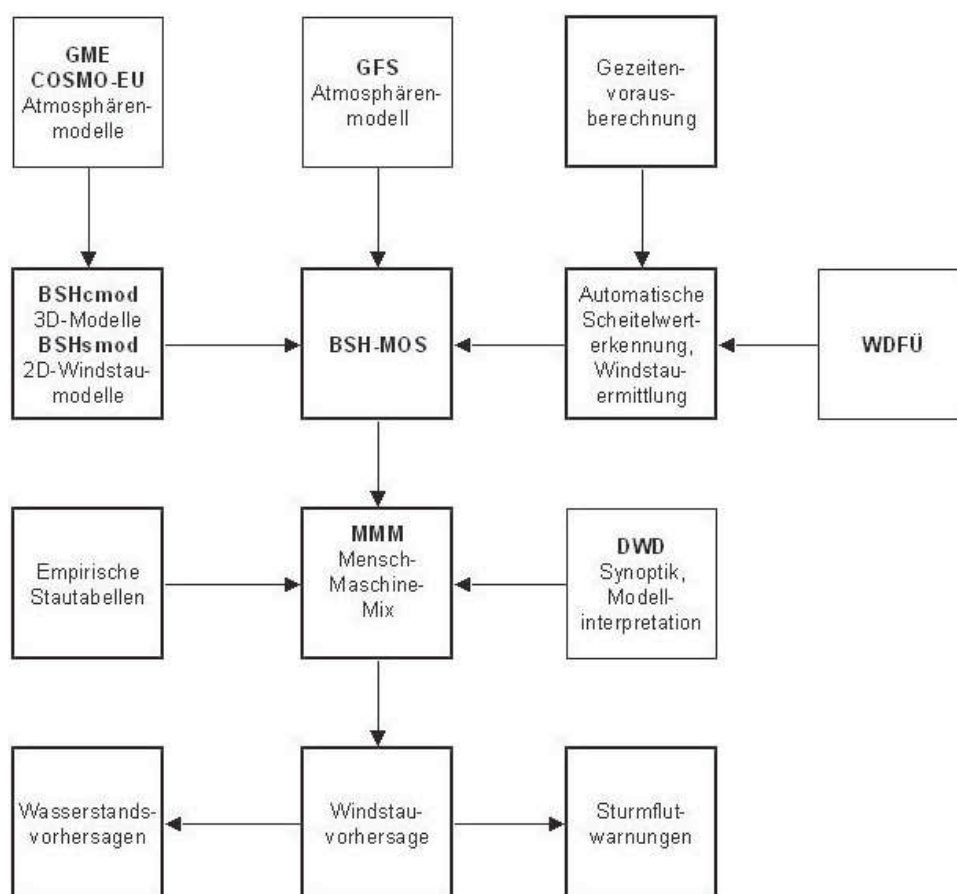 GME
COSMO-EU
Atmosphären-
modelle
GFS
Atmosphären-
modell
Gezeiten-
voraus-
berechnung
BSHcmod
3D-Modelle
BSHsmod
2D-Windstau-
modelle
BSH-MOS
Automatische
Scheitelwert-
erkennung,
Windstau-
ermittlung
WDFÜ
Empirische
Stautabellen
MMM
Mensch-
Maschine-
Mix
DWD
Synoptik,
Modell-
interpretation
Wasserstands-
vorhersagen
Windstau-
vorhersage
Sturmflut-
warnungen